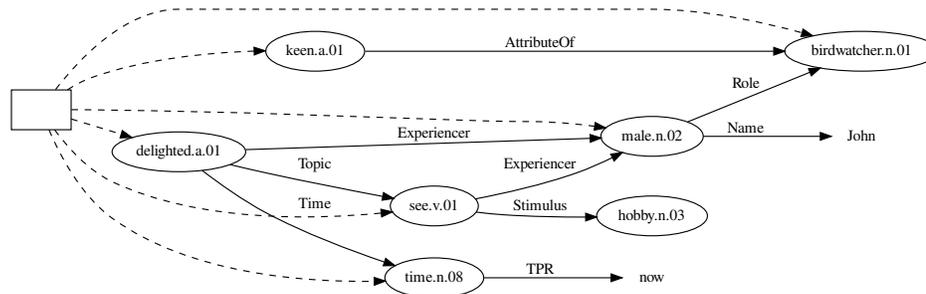 keen.a.01
AttributeOf
birdwatcher.n.01
Role
delighted.a.01
Experiencer
male.n.02
Name
John
Topic
Experiencer
see.v.01
Stimulus
hobby.n.03
Time
time.n.08
TPR
now